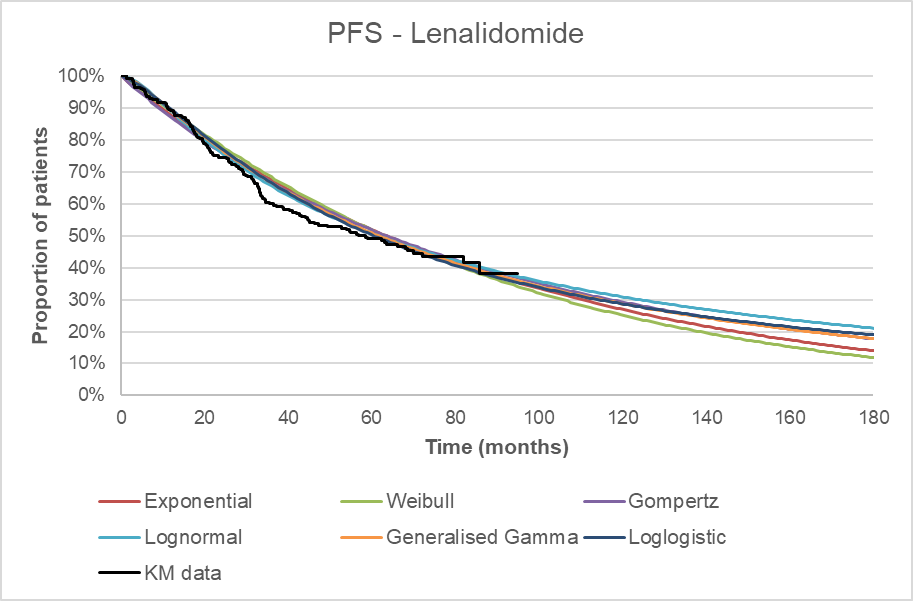 PFS - Lenalidomide
100%
90%
80%
70%
60%
50%
40%
30%
20%
10%
0%
Proportion of patients
0 20 40 60 80 100 120 140 160 180
Time (months)
Exponential Weibull Gompertz
Lognormal Generalised Gamma Loglogistic
KM data